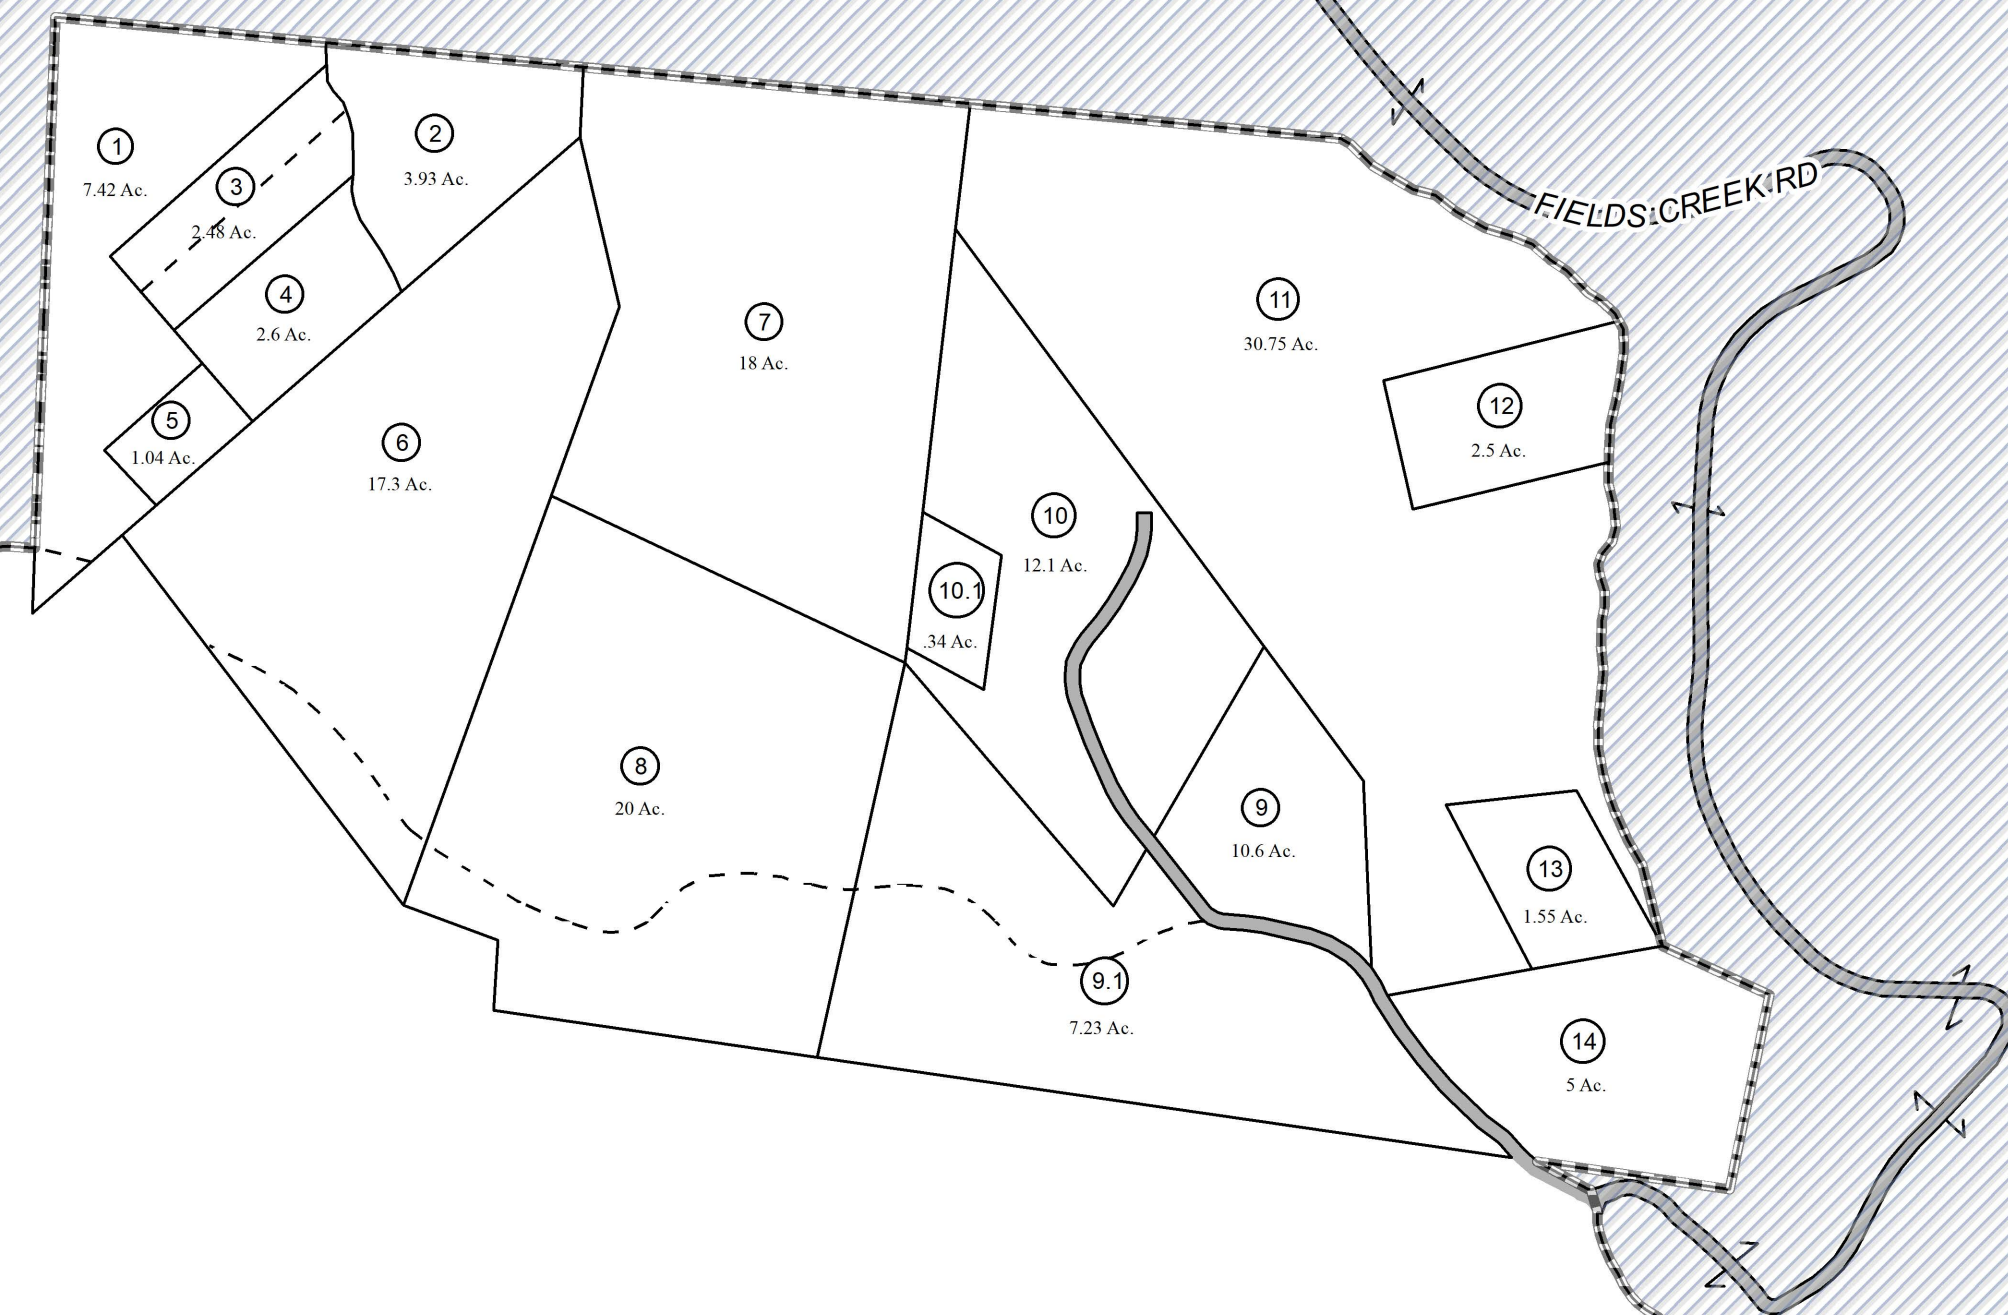 FIELDS CREEK RD
1
7.42 Ac.
2
3.93 Ac.
3
2.48 Ac.
4
2.6 Ac.
5
1.04 Ac.
6
17.3 Ac.
7
18 Ac.
8
20 Ac.
9
10.6 Ac.
9.1
7.23 Ac.
10
12.1 Ac.
10.1
.34 Ac.
11
30.75 Ac.
12
2.5 Ac.
13
1.55 Ac.
14
5 Ac.